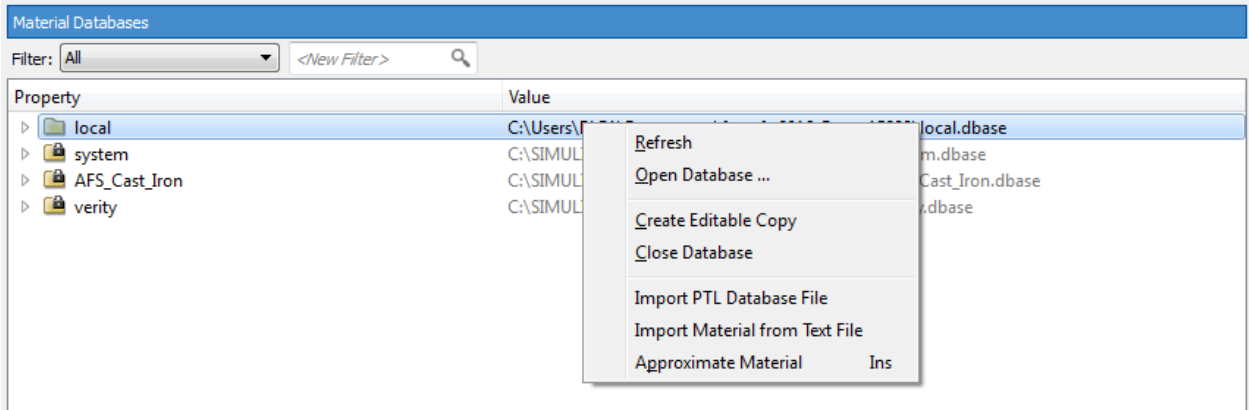 Material Databases
Filter: All <New Filter>
Property Value
local C:\Users\ local.dbase
system C:\SIMUL m.dbase
AFS_Cast_Iron C:\SIMUL Cast_Iron.dbase
verity C:\SIMUL .dbase
Refresh
Open Database ...
Create Editable Copy
Close Database
Import PTL Database File
Import Material from Text File
Approximate Material Ins